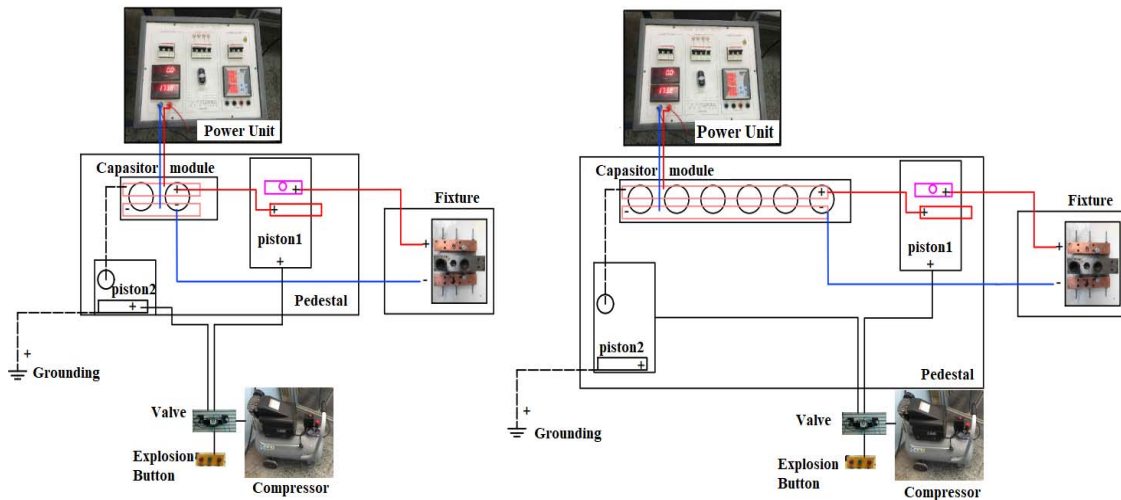 Power Unit
Capasitor module
+
+
+
-
-
piston1
+
piston2
+
Pedestal
Fixture
+
-
+
Grounding
Valve
Explosion
Button
Compressor
Power Unit
Capasitor module
+
+
+
-
-
piston1
+
piston2
+
Pedestal
Fixture
+
-
+
Grounding
Valve
Explosion
Button
Compressor